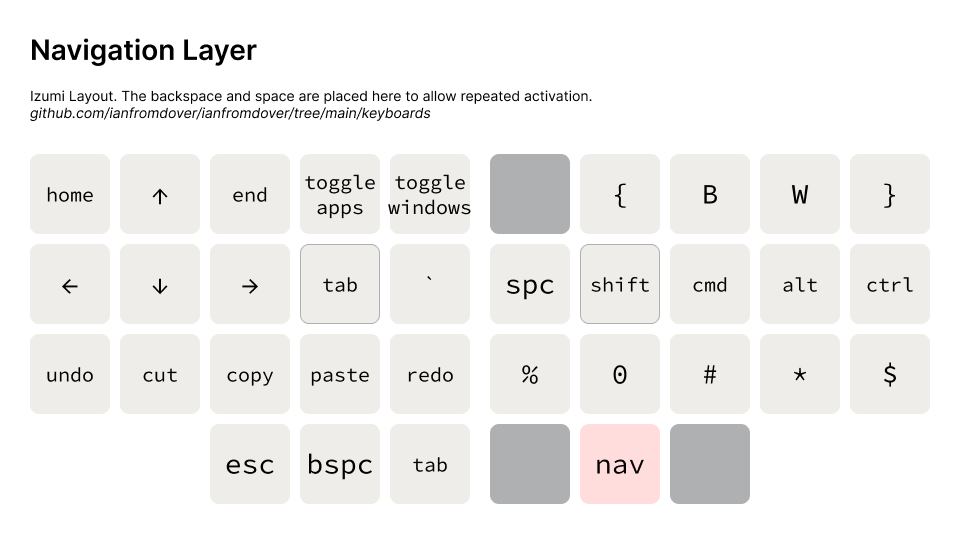 Navigation Layer
Izumi Layout. The backspace and space are placed here to allow repeated activation.
github.com/ianfromdover/ianfromdover/tree/main/keyboards
home ↑ end toggle apps toggle windows { B W }
← ↓ → tab ` spc shift cmd alt ctrl
undo cut copy paste redo % 0 # * $
esc bspc tab nav